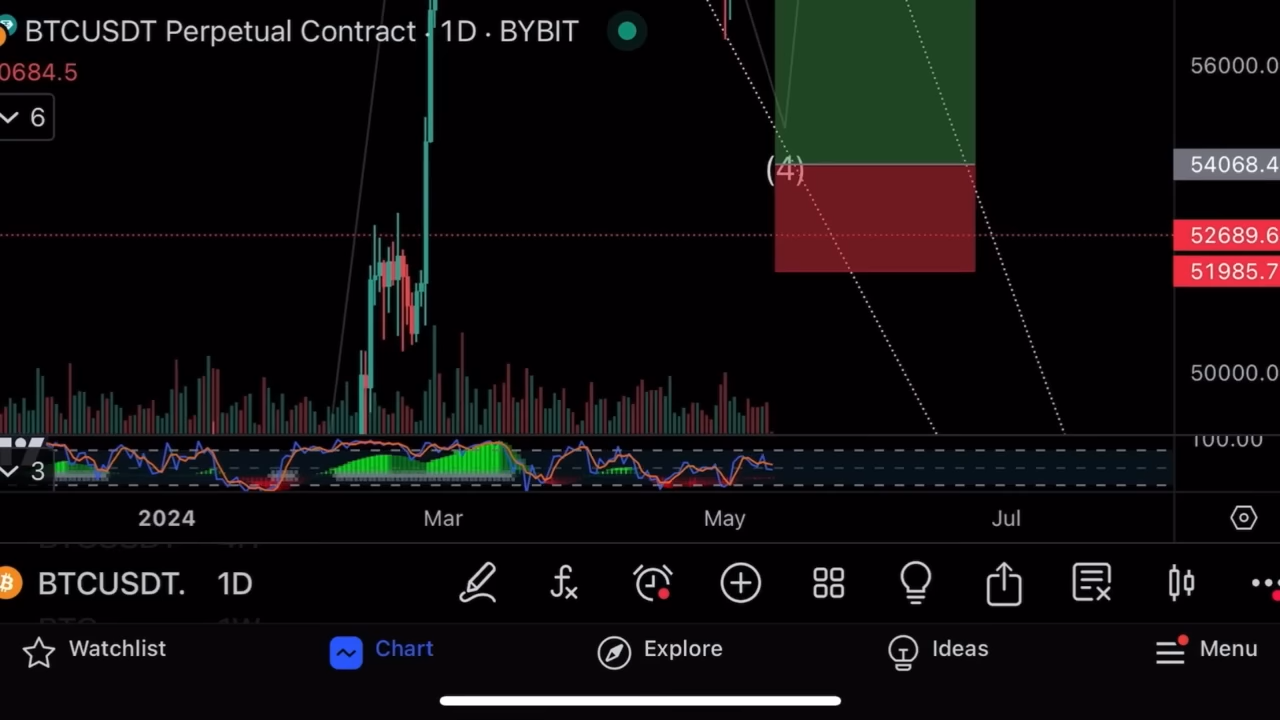 BTCUSDT Perpetual Contract · 1D · BYBIT
0684.5
6
56000.0
(4)
54068.4
52689.6
51985.7
50000.0
100.00
3
2024 Mar May Jul
BTCUSDT. 1D
Watchlist Chart Explore Ideas Menu